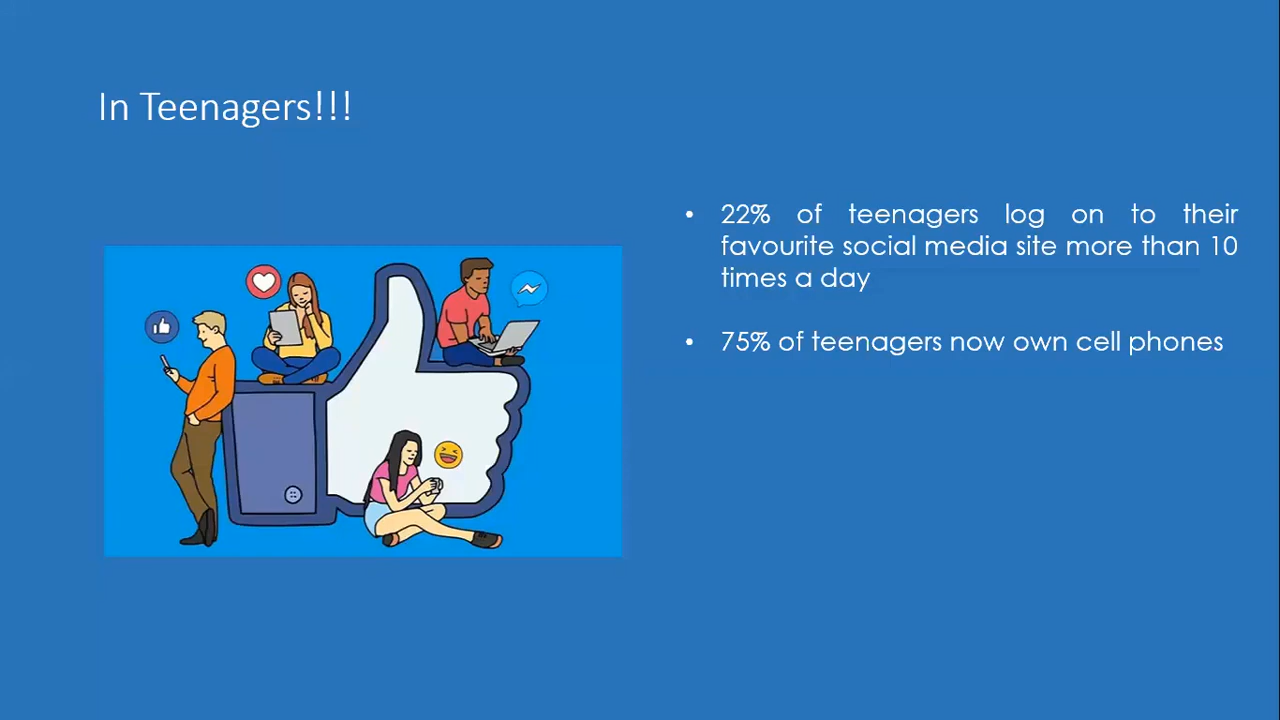 In Teenagers!!!
• 22% of teenagers log on to their
favourite social media site more than 10
times a day
• 75% of teenagers now own cell phones